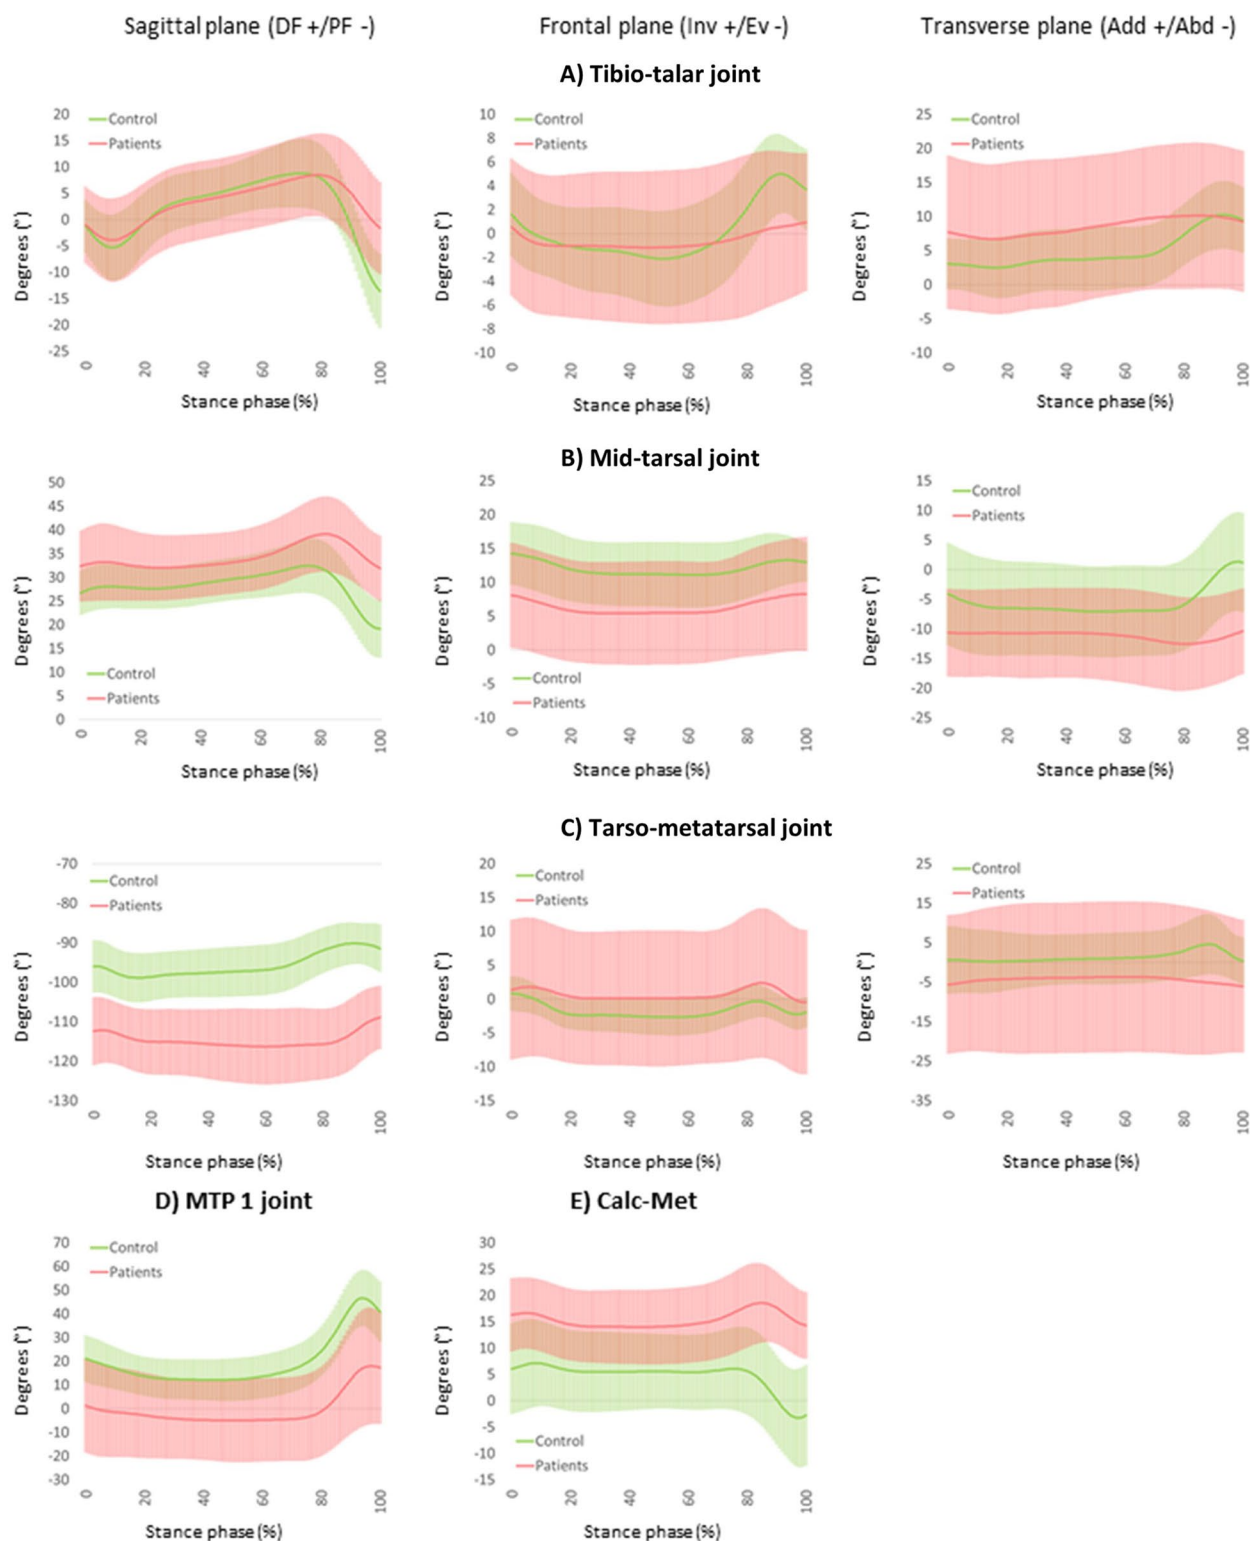 Sagittal plane (DF +/PF -) Frontal plane (Inv +/Ev -) Transverse plane (Add +/Abd -)
A) Tibio-talar joint
Degrees (°)
20
15
10
5
0
-5
-10
-15
-20
-25
Control
Patients
0 20 40 60 80 100
Stance phase (%)
Degrees (°)
10
8
6
4
2
0
-2
-4
-6
-8
-10
Control
Patients
0 20 40 60 80 100
Stance phase (%)
Degrees (°)
25
20
15
10
5
0
-5
-10
Control
Patients
0 20 40 60 80 100
Stance phase (%)
B) Mid-tarsal joint
Degrees (°)
50
45
40
35
30
25
20
15
10
5
0
Control
Patients
0 20 40 60 80 100
Stance phase (%)
Degrees (°)
25
20
15
10
5
0
-5
-10
Control
Patients
0 20 40 60 80 100
Stance phase (%)
Degrees (°)
15
10
5
0
-5
-10
-15
-20
-25
Control
Patients
0 20 40 60 80 100
Stance phase (%)
C) Tarso-metatarsal joint
Degrees (°)
-70
-80
-90
-100
-110
-120
-130
Control
Patients
0 20 40 60 80 100
Stance phase (%)
Degrees (°)
20
15
10
5
0
-5
-10
-15
Control
Patients
0 20 40 60 80 100
Stance phase (%)
Degrees (°)
25
15
5
-5
-15
-25
-35
Control
Patients
0 20 40 60 80 100
Stance phase (%)
D) MTP 1 joint
Degrees (°)
70
60
50
40
30
20
10
0
-10
-20
-30
Control
Patients
0 20 40 60 80 100
Stance phase (%)
E) Calc-Met
Degrees (°)
30
25
20
15
10
5
0
-5
-10
-15
Control
Patients
0 20 40 60 80 100
Stance phase (%)